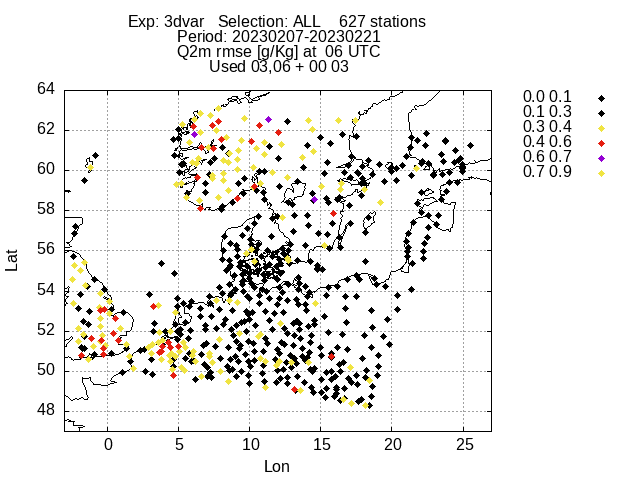 Exp: 3dvar   Selection: ALL    627 stations
Period: 20230207-20230221
Q2m rmse [g/Kg] at  06 UTC
Used 03,06 + 00 03
0.0 0.1
0.1 0.3
0.3 0.4
0.4 0.6
0.6 0.7
0.7 0.9
64
62
60
58
56
54
52
50
48
Lat
0 5 10 15 20 25
Lon